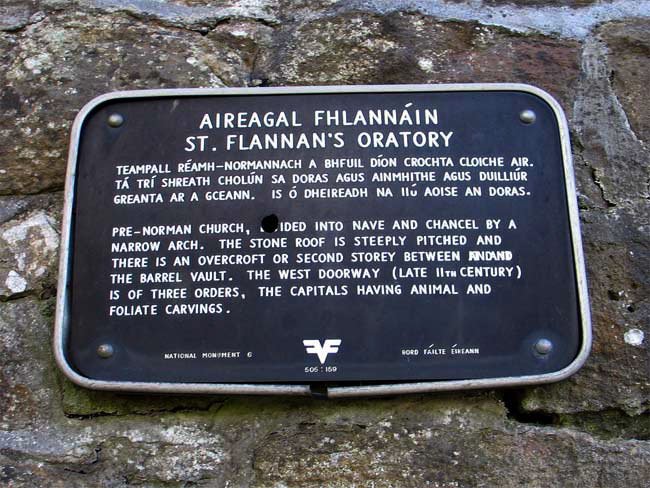 AIREAGAL FHLANNÁIN
ST. FLANNAN'S ORATORY
TEAMPALL RÉAMH-NORMANNACH A BHFUIL DÍON CROCHTA CLOICHE AIR.
TÁ TRÍ SHREATH CHOLÚN SA DORAS AGUS AINMHITHE AGUS DUILLIÚR
GREANTA AR A GCEANN. IS Ó DHEIREADH NA 11Ú AOISE AN DORAS.
PRE-NORMAN CHURCH, IDED INTO NAVE AND CHANCEL BY A
NARROW ARCH. THE STONE ROOF IS STEEPLY PITCHED AND
THERE IS AN OVERCROFT OR SECOND STOREY BETWEEN AND
THE BARREL VAULT. THE WEST DOORWAY (LATE 11TH CENTURY)
IS OF THREE ORDERS, THE CAPITALS HAVING ANIMAL AND
FOLIATE CARVINGS.
NATIONAL MONUMENT 6
BORD FÁILTE ÉIREANN
505:159